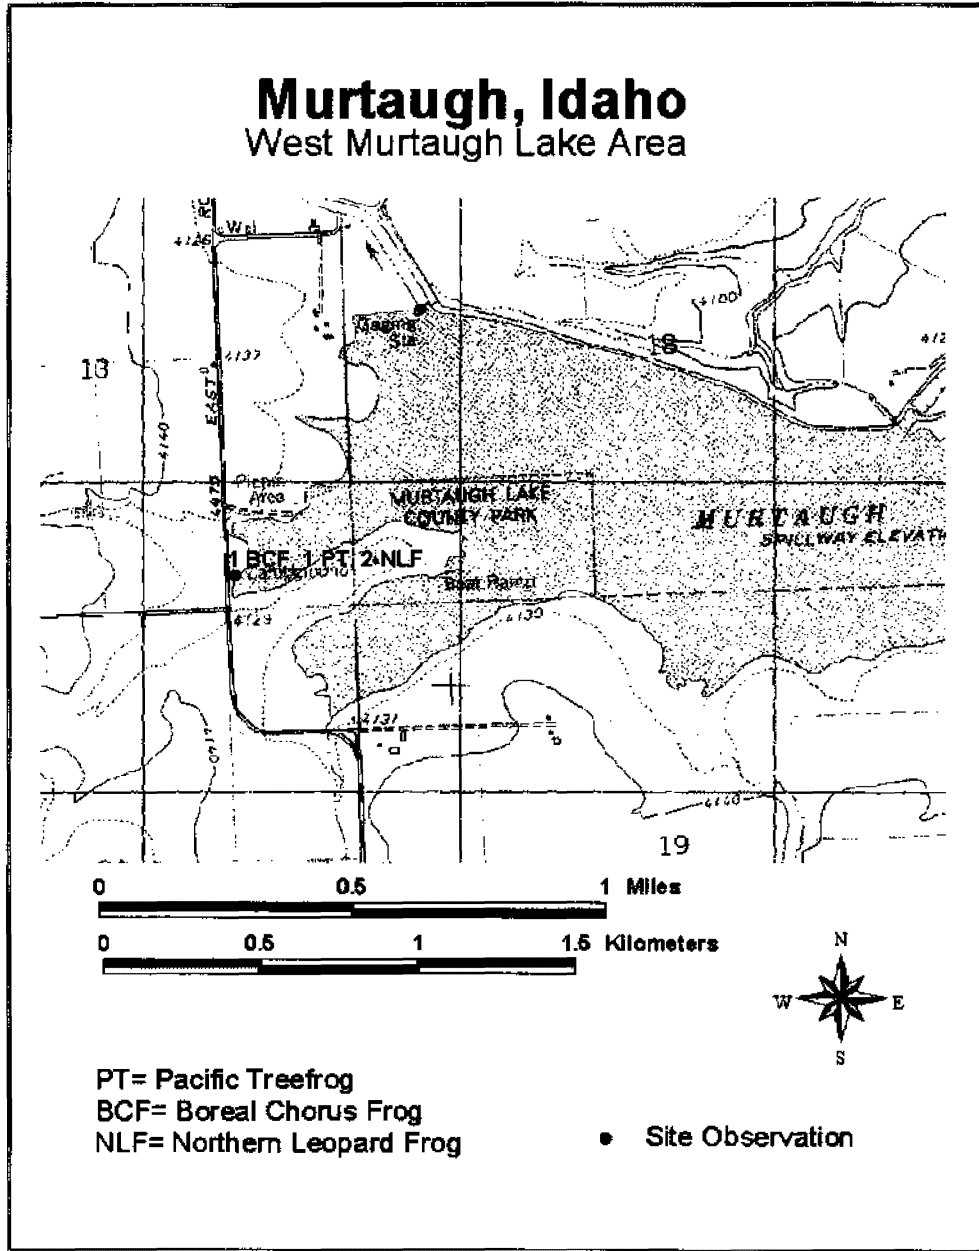 Murtaugh, Idaho
West Murtaugh Lake Area
4126
4100
Gaging
Sta
4137
13
EAST
4140
4475
Picnic
Area
MURTAUGH LAKE
COUNTY PARK
MURTAUGH
SPILLWAY ELEVATI
1 BCF, 1 PT, 2 NLF
Boat Ramp
4129
4130
4131
4140
4140
19
0 0.5 1 Miles
0 0.5 1 1.5 Kilometers
N
W E
S
PT= Pacific Treefrog
BCF= Boreal Chorus Frog
NLF= Northern Leopard Frog
Site Observation